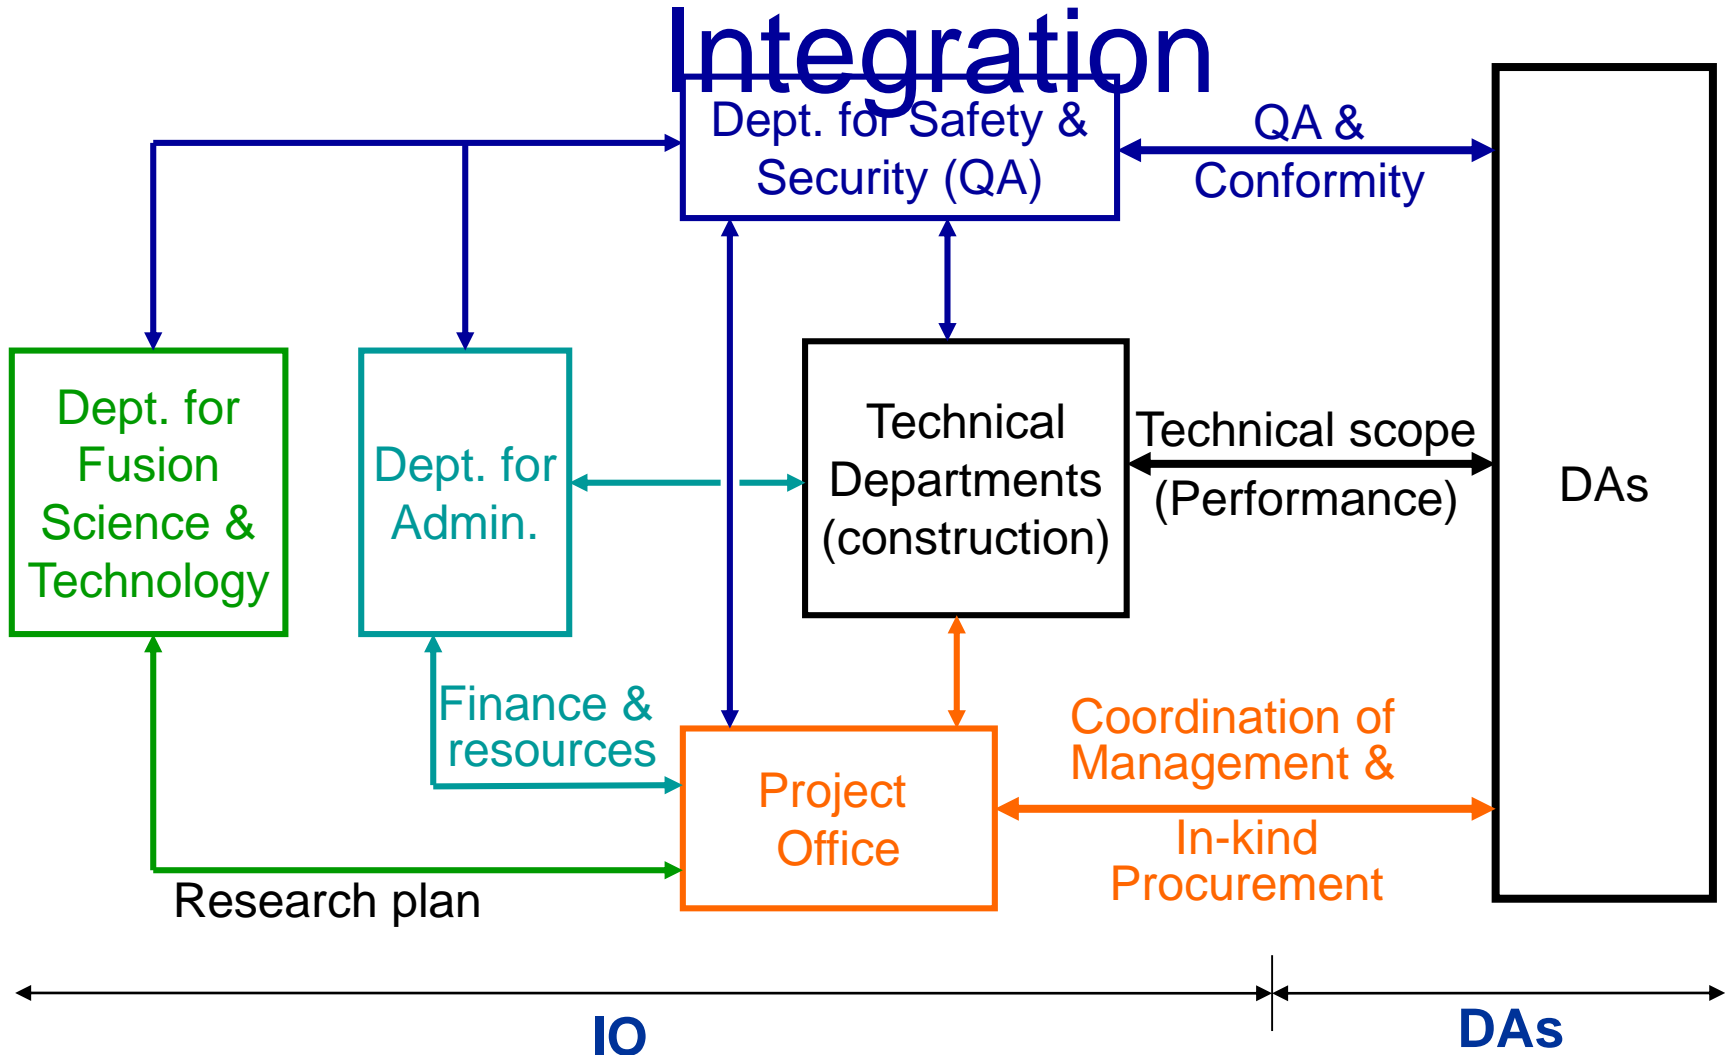 Integration
Dept. for Safety &
Security (QA)
QA &
Conformity
Dept. for
Fusion
Science &
Technology
Dept. for
Admin.
Technical
Departments
(construction)
Technical scope
(Performance)
DAs
Finance &
resources
Project
Office
Coordination of
Management &
In-kind
Procurement
Research plan
IO
DAs